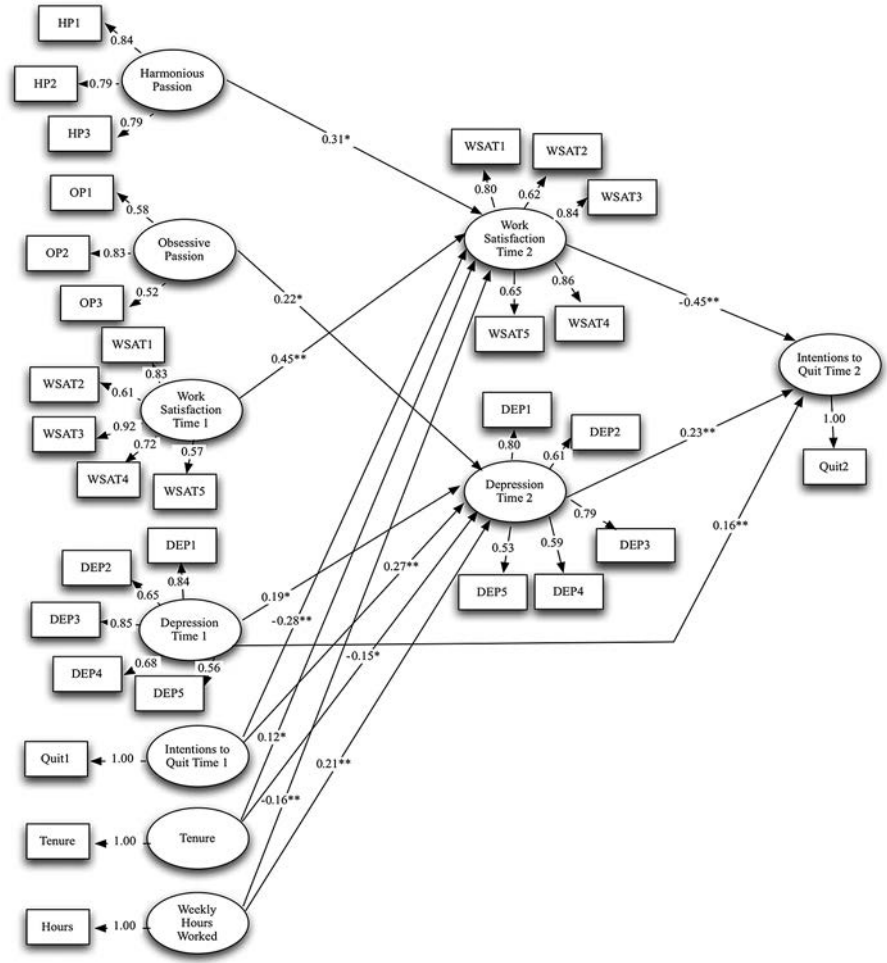 HP1
0.84
HP2
0.79
HP3
0.79
Harmonious
Passion
0.31*
OP1
0.58
OP2
0.83
OP3
0.52
Obsessive
Passion
0.22*
WSAT1
0.83
WSAT2
0.61
WSAT3
0.92
WSAT4
0.72
WSAT5
0.57
Work
Satisfaction
Time 1
0.45**
DEP1
0.84
DEP2
0.65
DEP3
0.85
DEP4
0.68
DEP5
0.56
Depression
Time 1
0.19*
0.16**
Quit1
1.00
Intentions to
Quit Time 1
-0.28**
0.27**
Tenure
1.00
Tenure
0.12*
-0.15*
Hours
1.00
Weekly
Hours
Worked
-0.16**
0.21**
WSAT1
0.80
WSAT2
0.62
WSAT3
0.84
WSAT4
0.86
WSAT5
0.65
Work
Satisfaction
Time 2
-0.45**
DEP1
0.80
DEP2
0.61
DEP3
0.79
DEP4
0.59
DEP5
0.53
Depression
Time 2
0.23**
Intentions to
Quit Time 2
1.00
Quit2